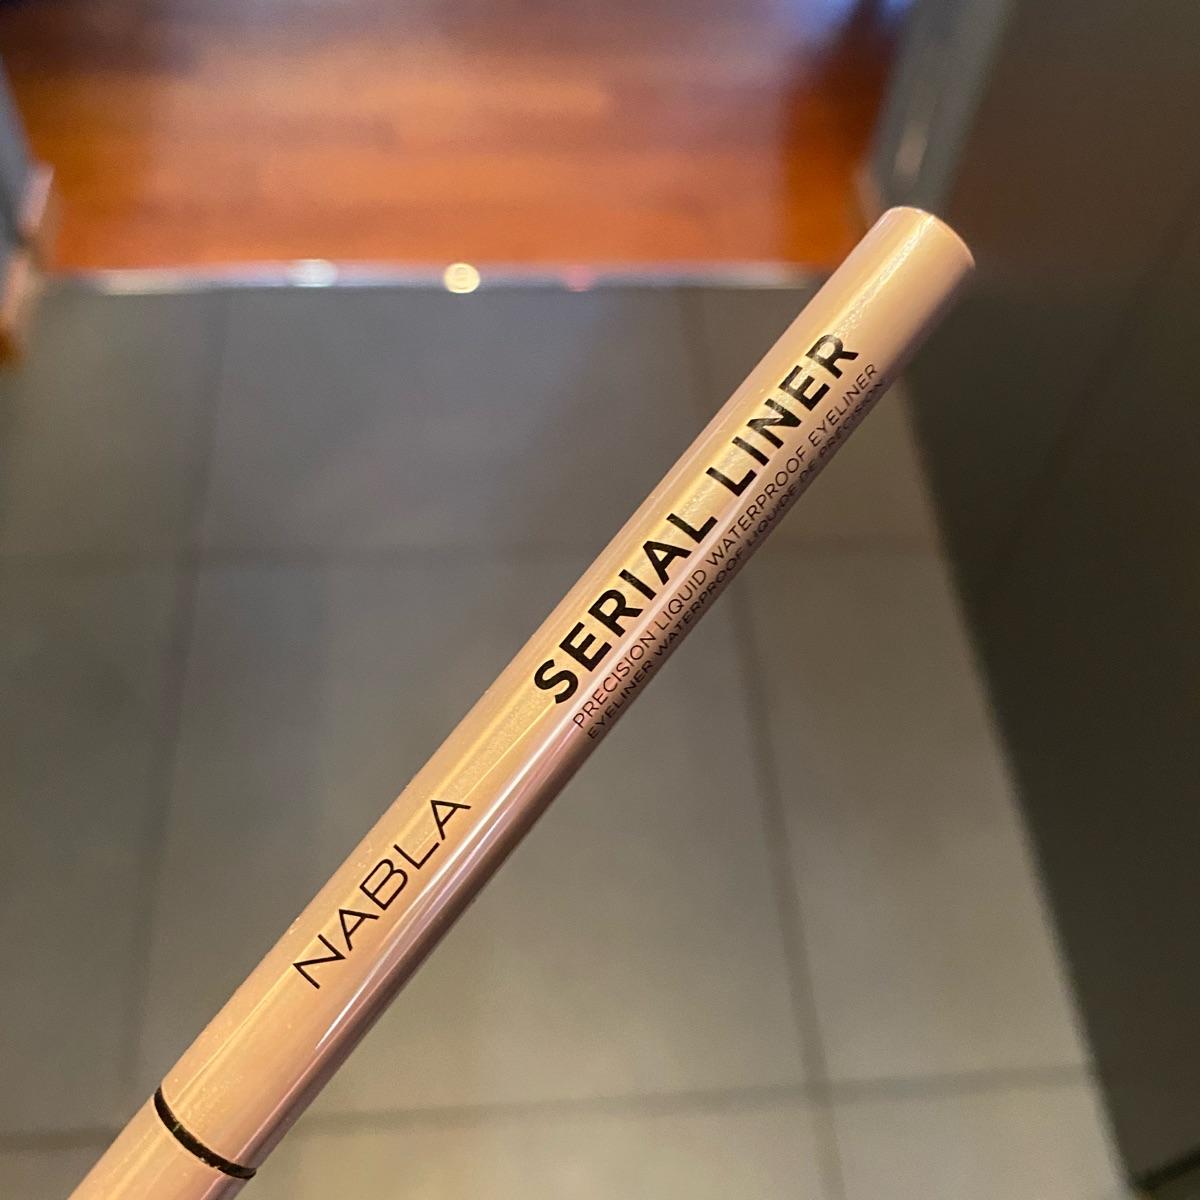 NABLA
SERIAL LINER
PRECISION LIQUID WATERPROOF EYELINER
EYELINER WATERPROOF LIQUIDE DE PRÉCISION